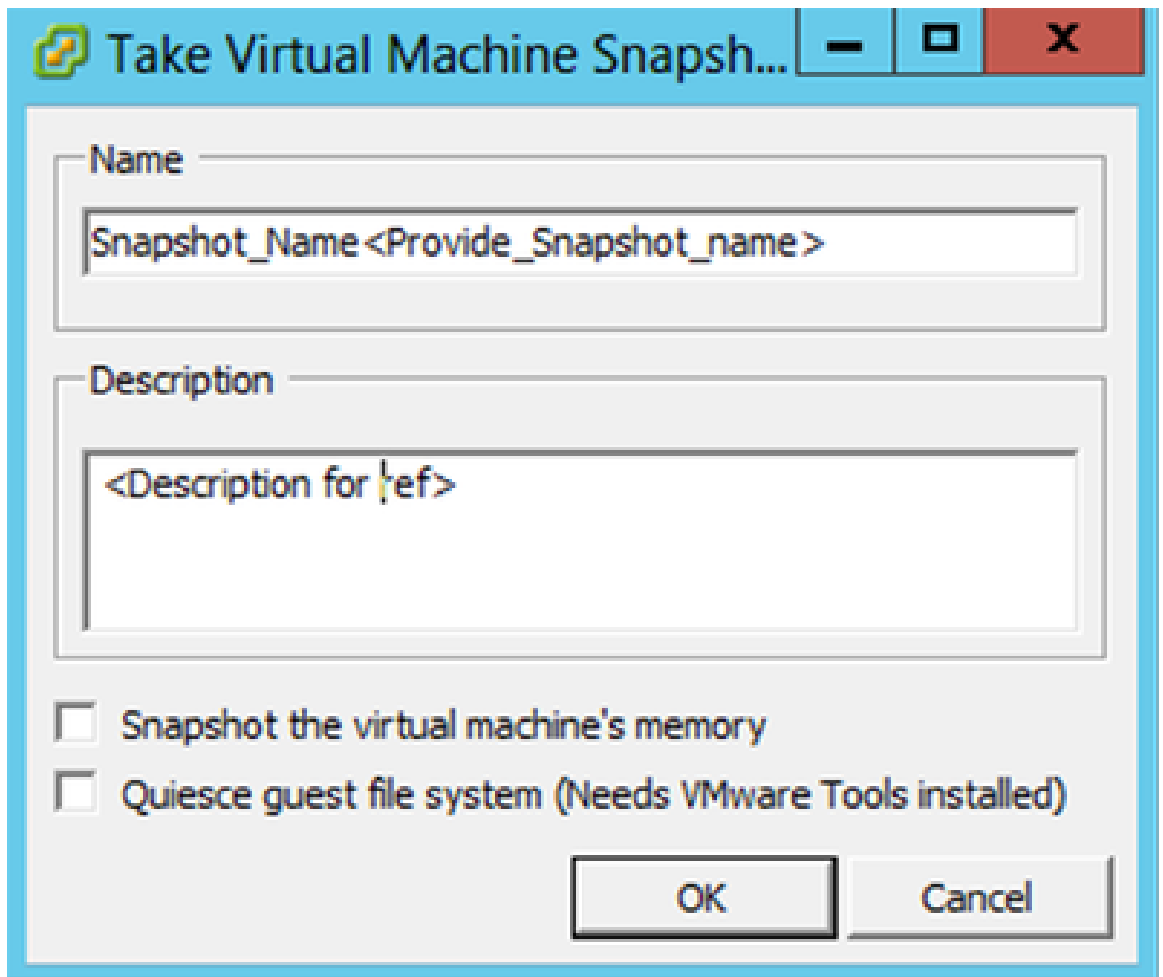 Take Virtual Machine Snapsh...
Name
Snapshot_Name<Provide_Snapshot_name>
Description
<Description for ref>
Snapshot the virtual machine's memory
Quiesce guest file system (Needs VMware Tools installed)
OK
Cancel